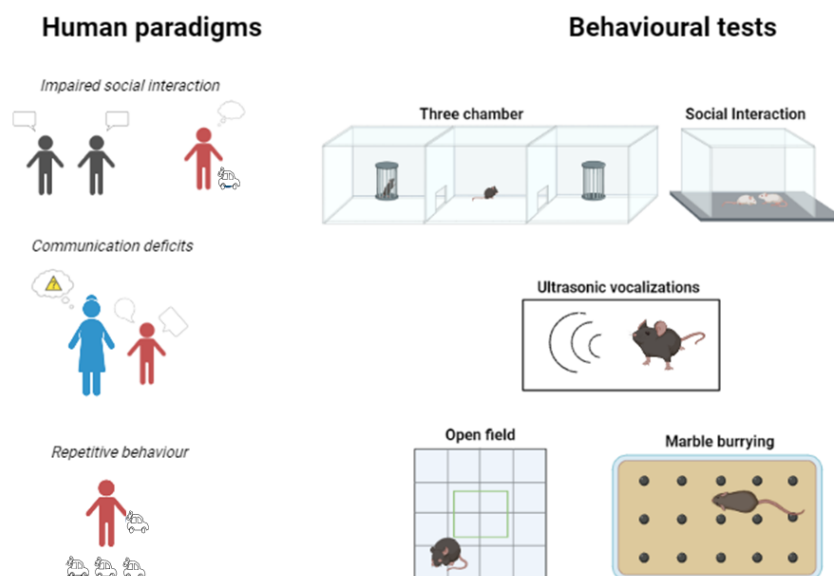 Human paradigms
Behavioural tests
Impaired social interaction
Three chamber
Social Interaction
Communication deficits
Ultrasonic vocalizations
Repetitive behaviour
Open field
Marble burrying